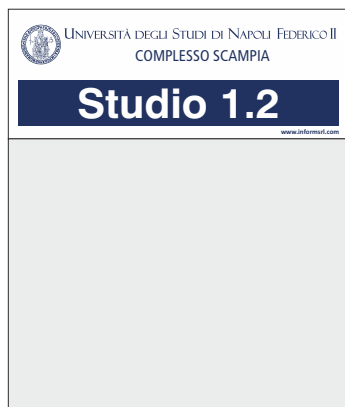 Università degli Studi di Napoli Federico II
COMPLESSO SCAMPIA
Studio 1.2
www.informsrl.com